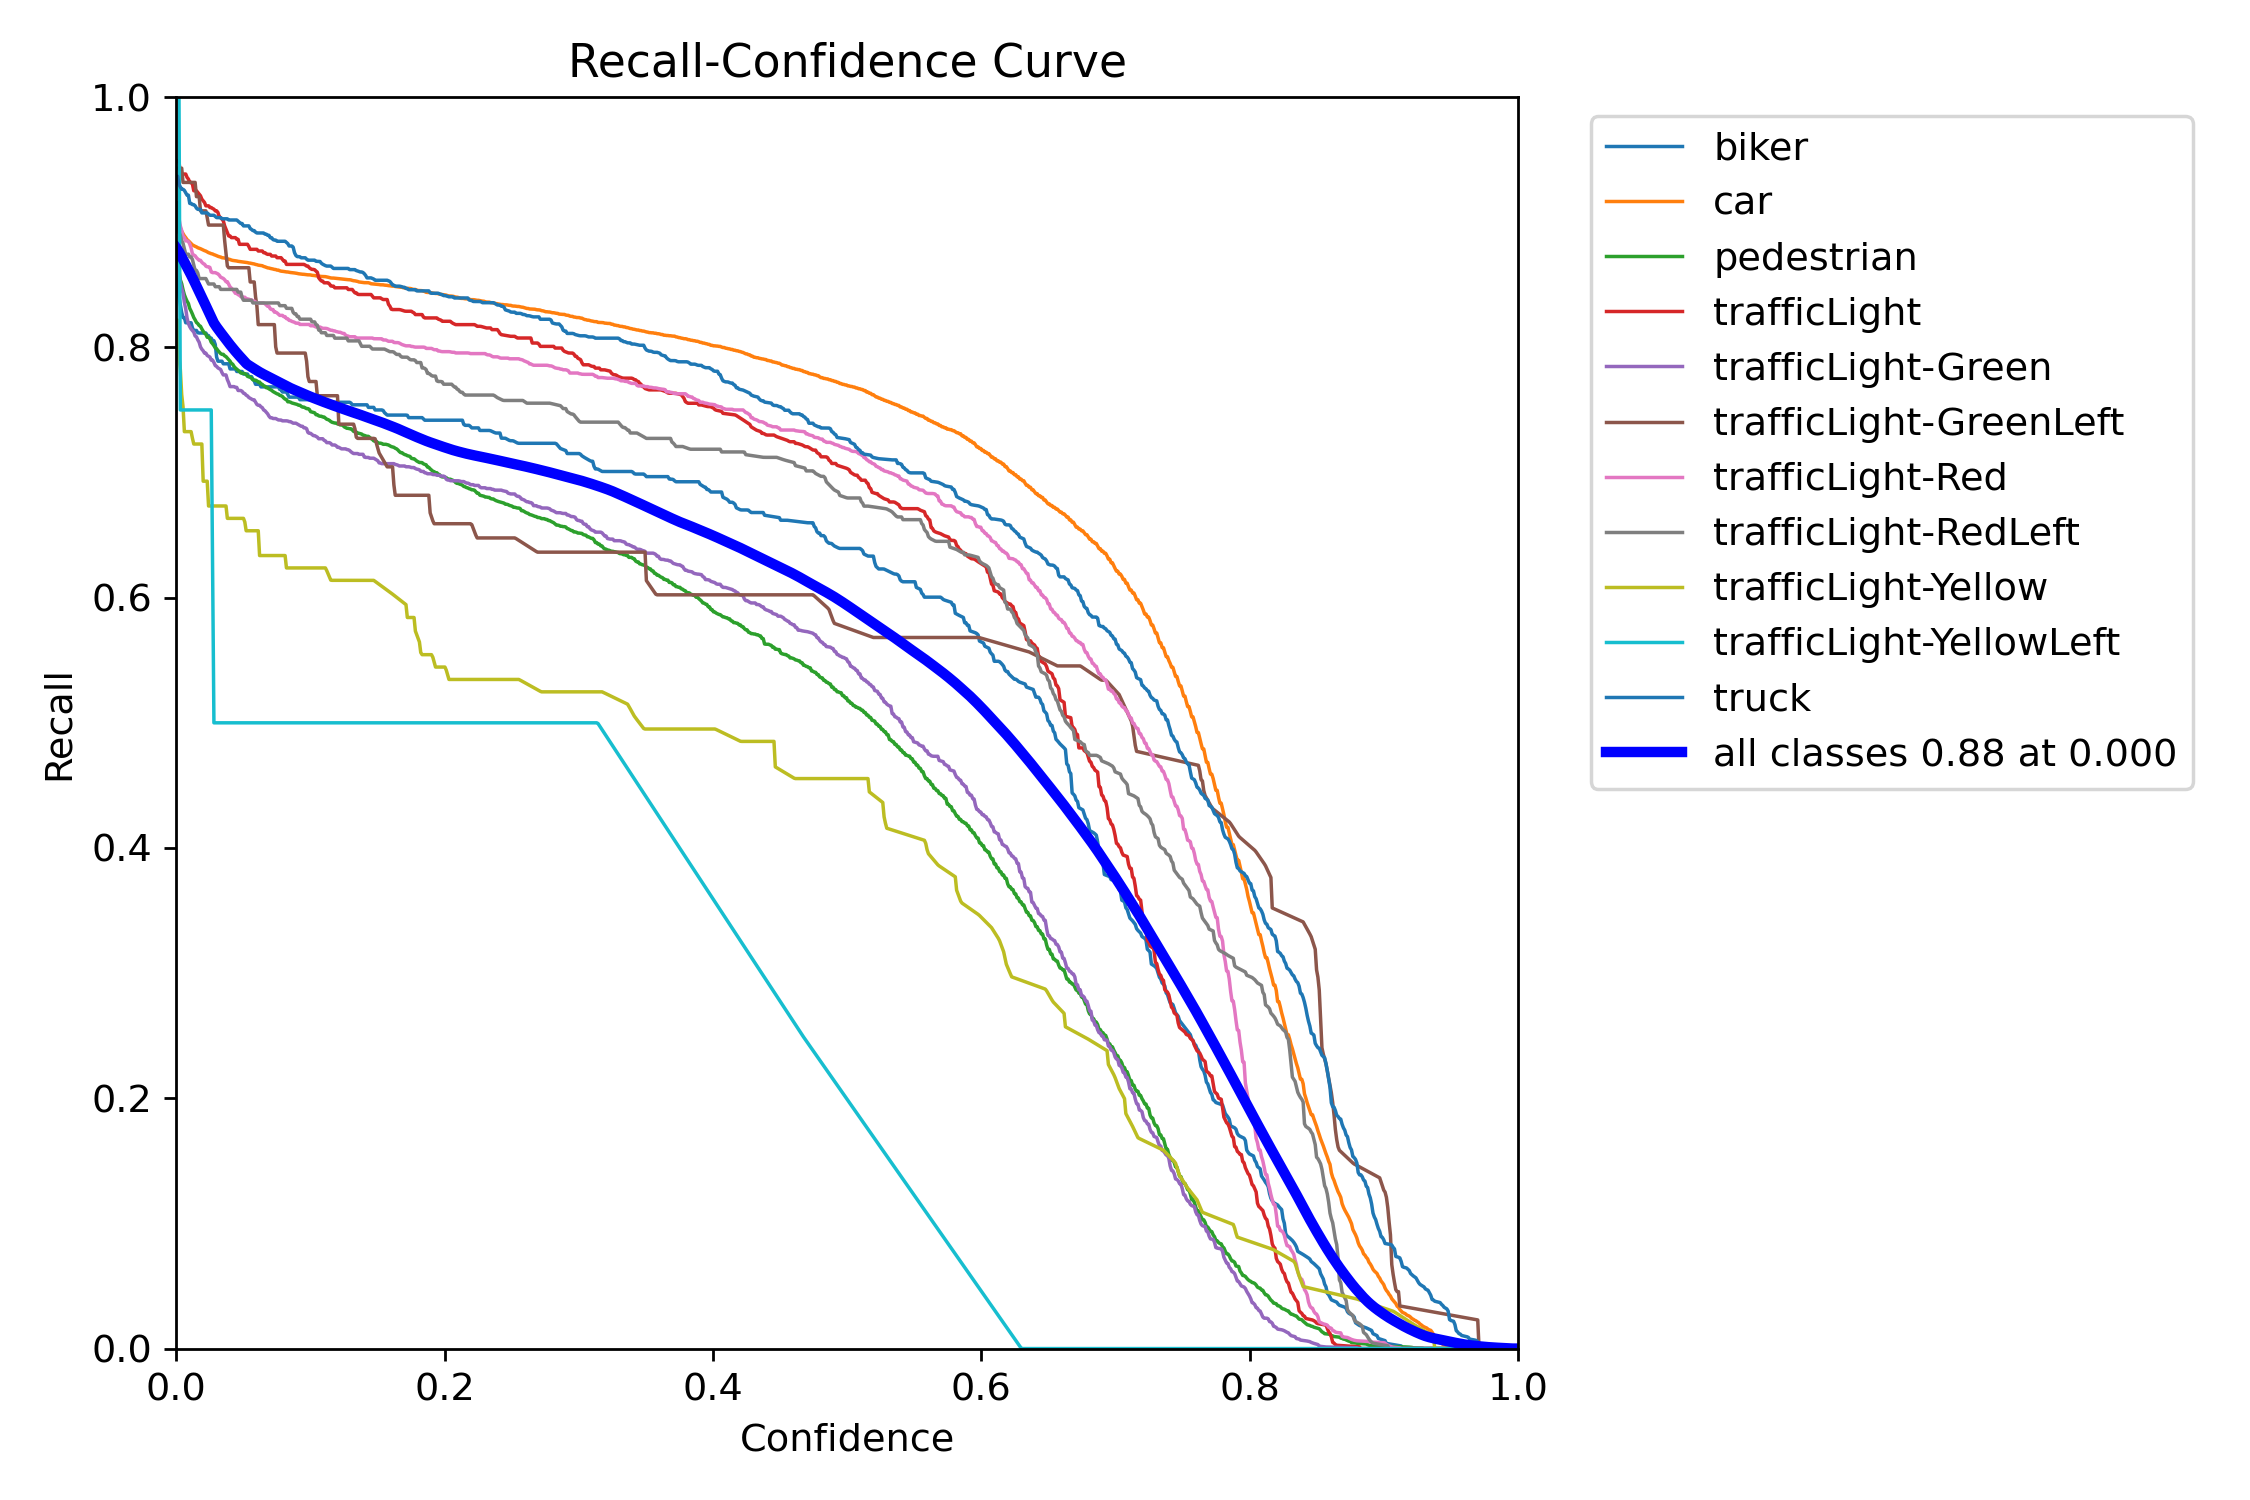 Recall-Confidence Curve
1.0
0.8
0.6
0.4
0.2
0.0
Recall
0.0 0.2 0.4 0.6 0.8 1.0
Confidence
biker
car
pedestrian
trafficLight
trafficLight-Green
trafficLight-GreenLeft
trafficLight-Red
trafficLight-RedLeft
trafficLight-Yellow
trafficLight-YellowLeft
truck
all classes 0.88 at 0.000